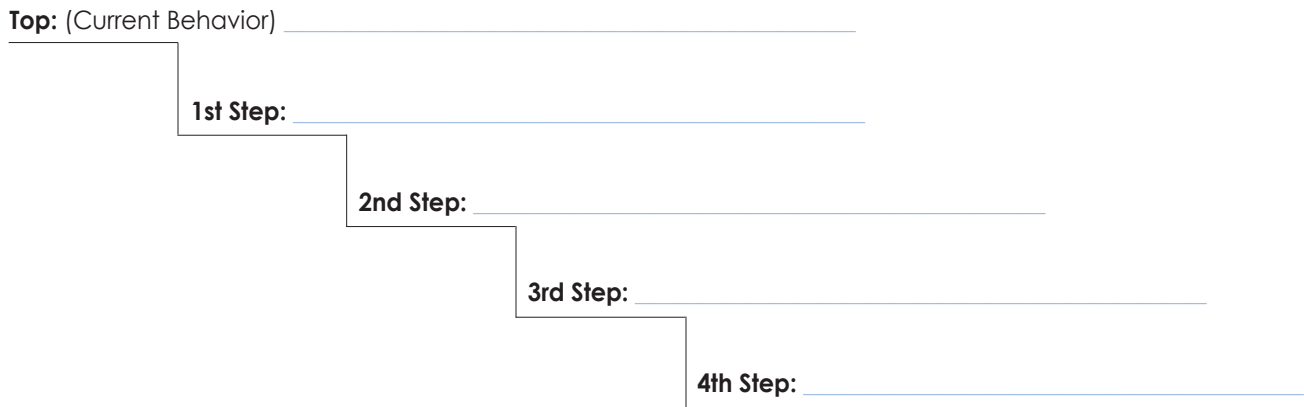 Top: (Current Behavior)
1st Step:
2nd Step:
3rd Step:
4th Step: